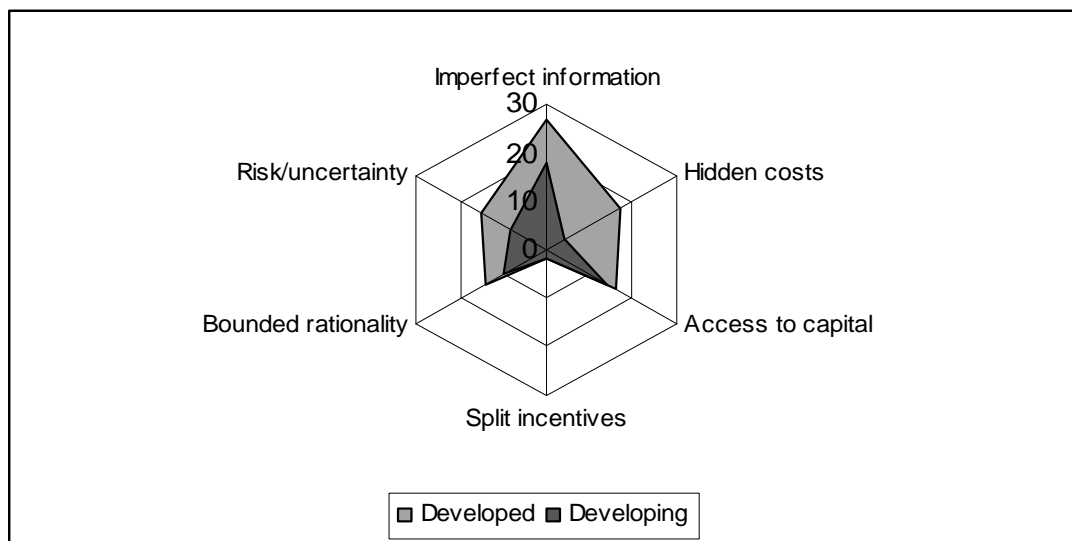 Imperfect information
30
Risk/uncertainty
20
Hidden costs
10
0
Bounded rationality
Access to capital
Split incentives
Developed Developing